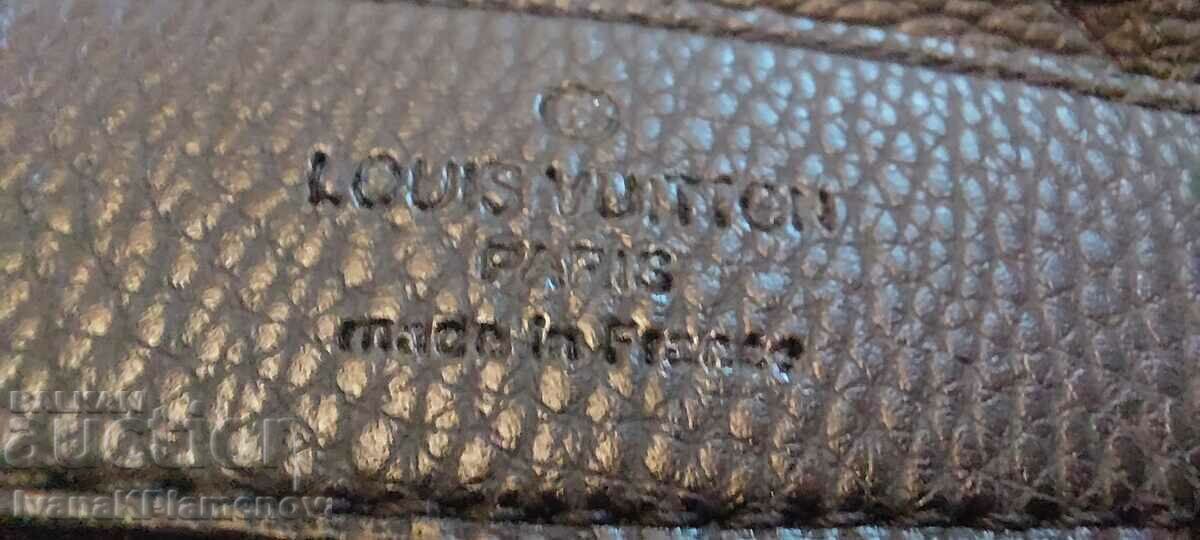 LOUIS VUITTON
PARIS
made in France
BALKAN
auction
IvanaKPlamenov